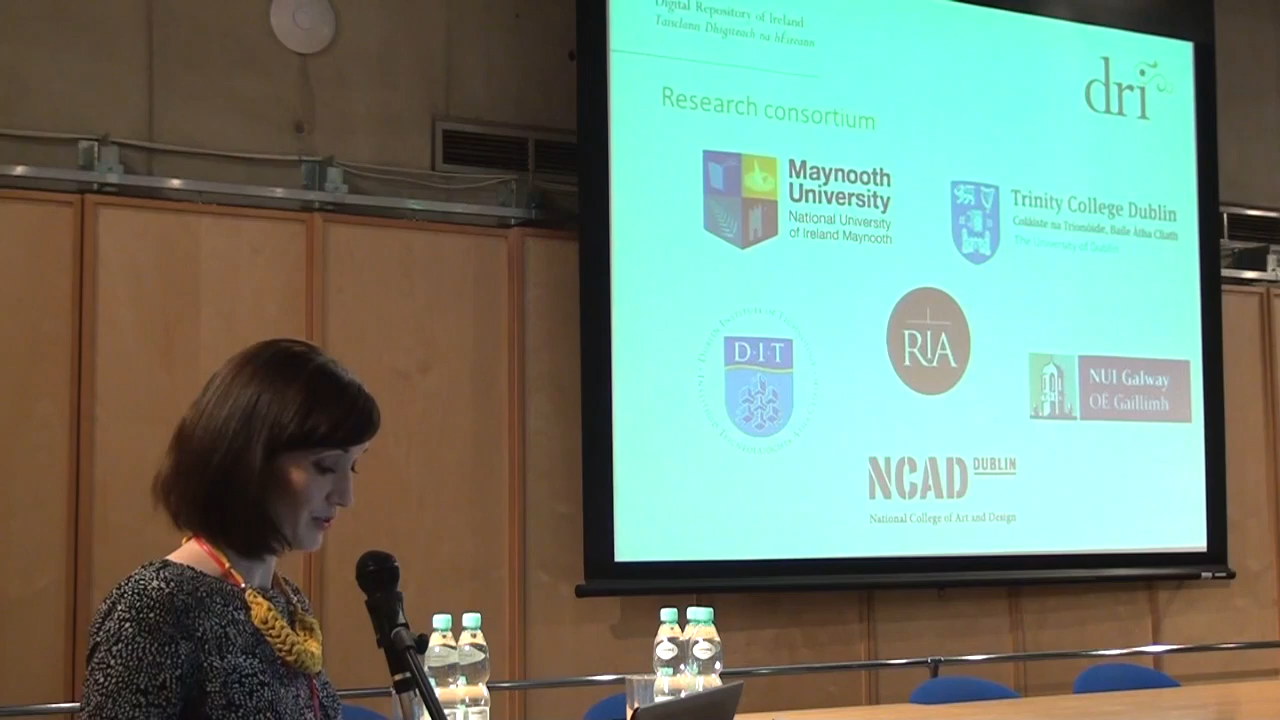 Digital Repository of Ireland
Taisclann Dhigiteach na hÉireann
dri
Research consortium
Maynooth
University
National University
of Ireland Maynooth
Trinity College Dublin
Coláiste na Tríonóide, Baile Átha Cliath
The University of Dublin
D·I·T
RIA
NUI Galway
OÉ Gaillimh
NCAD DUBLIN
National College of Art and Design